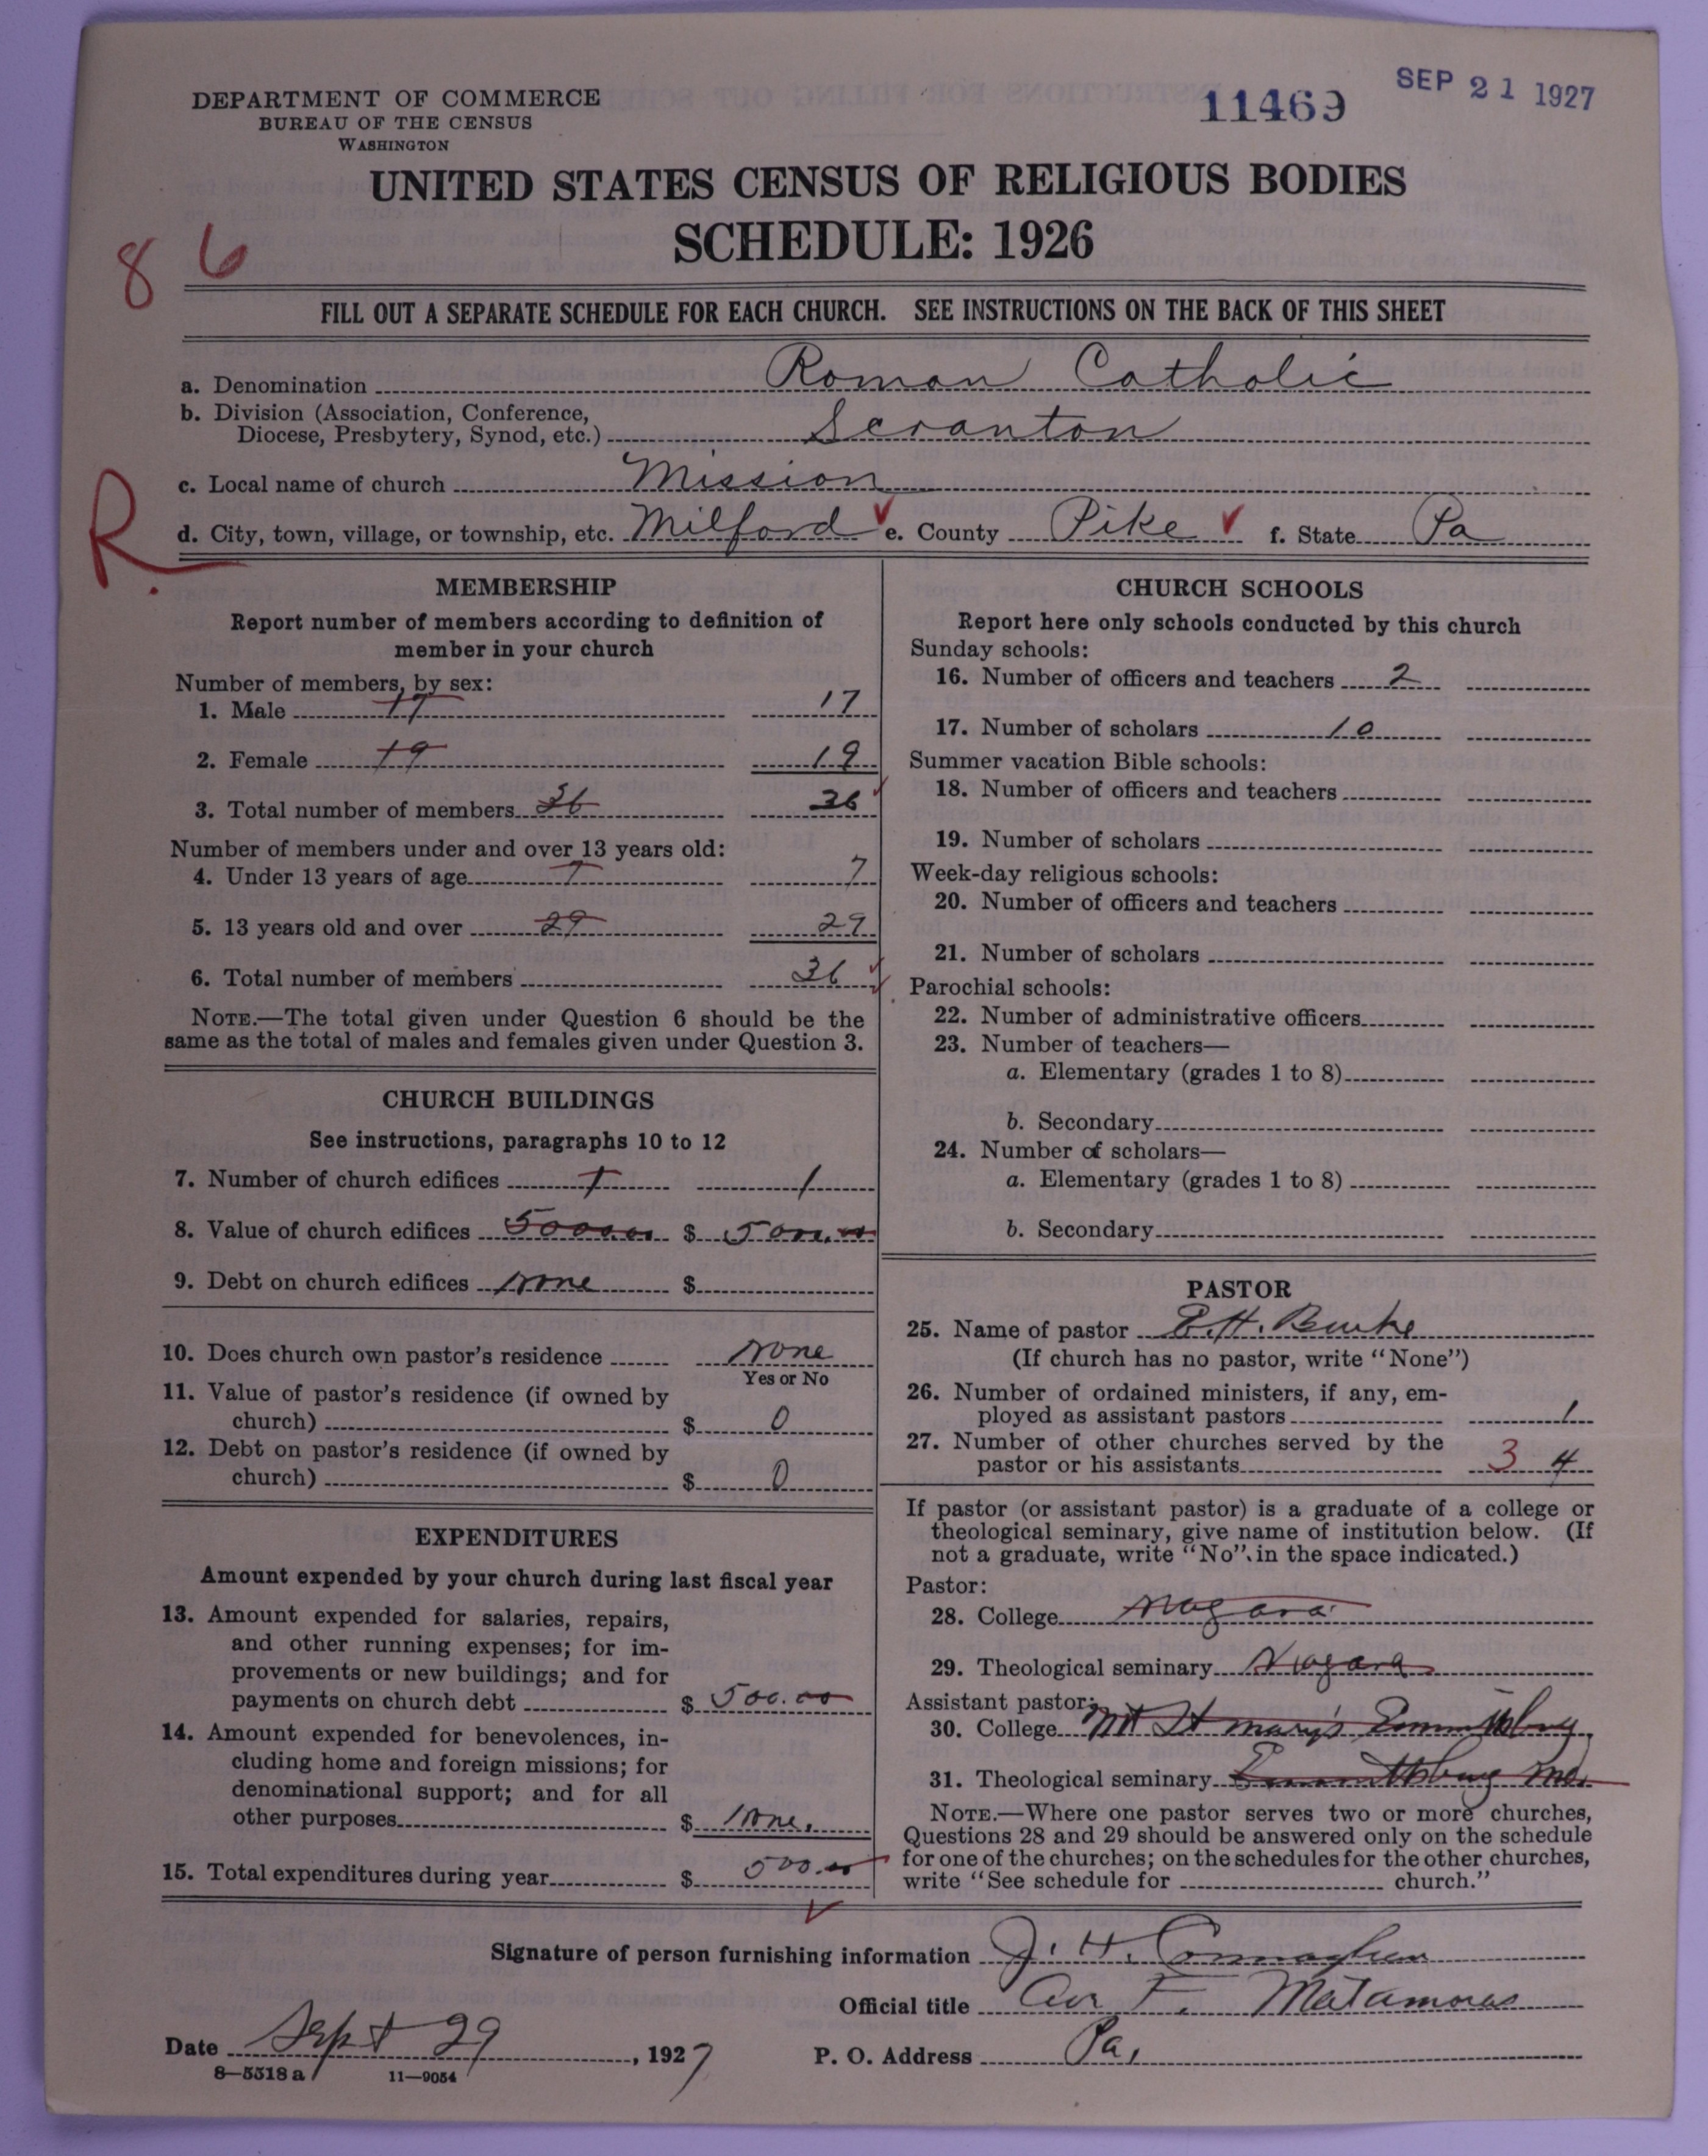 DEPARTMENT OF COMMERCE
BUREAU OF THE CENSUS
WASHINGTON
11469
SEP 21 1927
UNITED STATES CENSUS OF RELIGIOUS BODIES
SCHEDULE: 1926
8 6
FILL OUT A SEPARATE SCHEDULE FOR EACH CHURCH. SEE INSTRUCTIONS ON THE BACK OF THIS SHEET
a. Denomination Roman Catholic
b. Division (Association, Conference,
Diocese, Presbytery, Synod, etc.) Scranton
c. Local name of church Mission
R.
d. City, town, village, or township, etc. Milford e. County Pike f. State Pa
MEMBERSHIP
Report number of members according to definition of
member in your church
Number of members, by sex:
1. Male 17 17
2. Female 19 19
3. Total number of members 36 36
Number of members under and over 13 years old:
4. Under 13 years of age 7 7
5. 13 years old and over 29 29
6. Total number of members 36
NOTE.—The total given under Question 6 should be the
same as the total of males and females given under Question 3.
CHURCH BUILDINGS
See instructions, paragraphs 10 to 12
7. Number of church edifices 1 1
8. Value of church edifices 5000.00 $ 5000.00
9. Debt on church edifices none $
10. Does church own pastor's residence none
Yes or No
11. Value of pastor's residence (if owned by
church) $ 0
12. Debt on pastor's residence (if owned by
church) $ 0
EXPENDITURES
Amount expended by your church during last fiscal year
13. Amount expended for salaries, repairs,
and other running expenses; for im-
provements or new buildings; and for
payments on church debt $ 500.00
14. Amount expended for benevolences, in-
cluding home and foreign missions; for
denominational support; and for all
other purposes $ none.
15. Total expenditures during year $ 500.00
CHURCH SCHOOLS
Report here only schools conducted by this church
Sunday schools:
16. Number of officers and teachers 2
17. Number of scholars 10
Summer vacation Bible schools:
18. Number of officers and teachers
19. Number of scholars
Week-day religious schools:
20. Number of officers and teachers
21. Number of scholars
Parochial schools:
22. Number of administrative officers
23. Number of teachers—
a. Elementary (grades 1 to 8)
b. Secondary
24. Number of scholars—
a. Elementary (grades 1 to 8)
b. Secondary
PASTOR
25. Name of pastor P. H. Burke
(If church has no pastor, write "None")
26. Number of ordained ministers, if any, em-
ployed as assistant pastors 1
27. Number of other churches served by the
pastor or his assistants 3 4
If pastor (or assistant pastor) is a graduate of a college or
theological seminary, give name of institution below. (If
not a graduate, write "No" in the space indicated.)
Pastor:
28. College Niagara
29. Theological seminary Niagara
Assistant pastor:
30. College Mt St Mary's Emmitsburg
31. Theological seminary Emmittsburg Md.
NOTE.—Where one pastor serves two or more churches,
Questions 28 and 29 should be answered only on the schedule
for one of the churches; on the schedules for the other churches,
write "See schedule for church."
Signature of person furnishing information J. H.
Official title Matamoras
Date Sept 29, 1927
P. O. Address Pa.
8—5518 a
11—9054